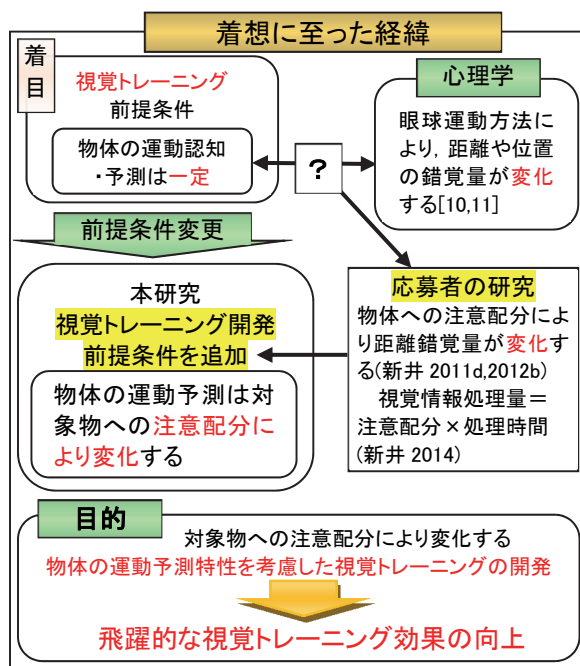 着想に至った経緯
着
目
視覚トレーニング
前提条件
物体の運動認知
・予測は一定
?
心理学
眼球運動方法に
より,距離や位置
の錯覚量が変化
する[10,11]
前提条件変更
本研究
視覚トレーニング開発
前提条件を追加
物体の運動予測は対
象物への注意配分に
より変化する
応募者の研究
物体への注意配分によ
り距離錯覚量が変化す
る(新井 2011d,2012b)
視覚情報処理量=
注意配分×処理時間
(新井 2014)
目的
対象物への注意配分により変化する
物体の運動予測特性を考慮した視覚トレーニングの開発
飛躍的な視覚トレーニング効果の向上